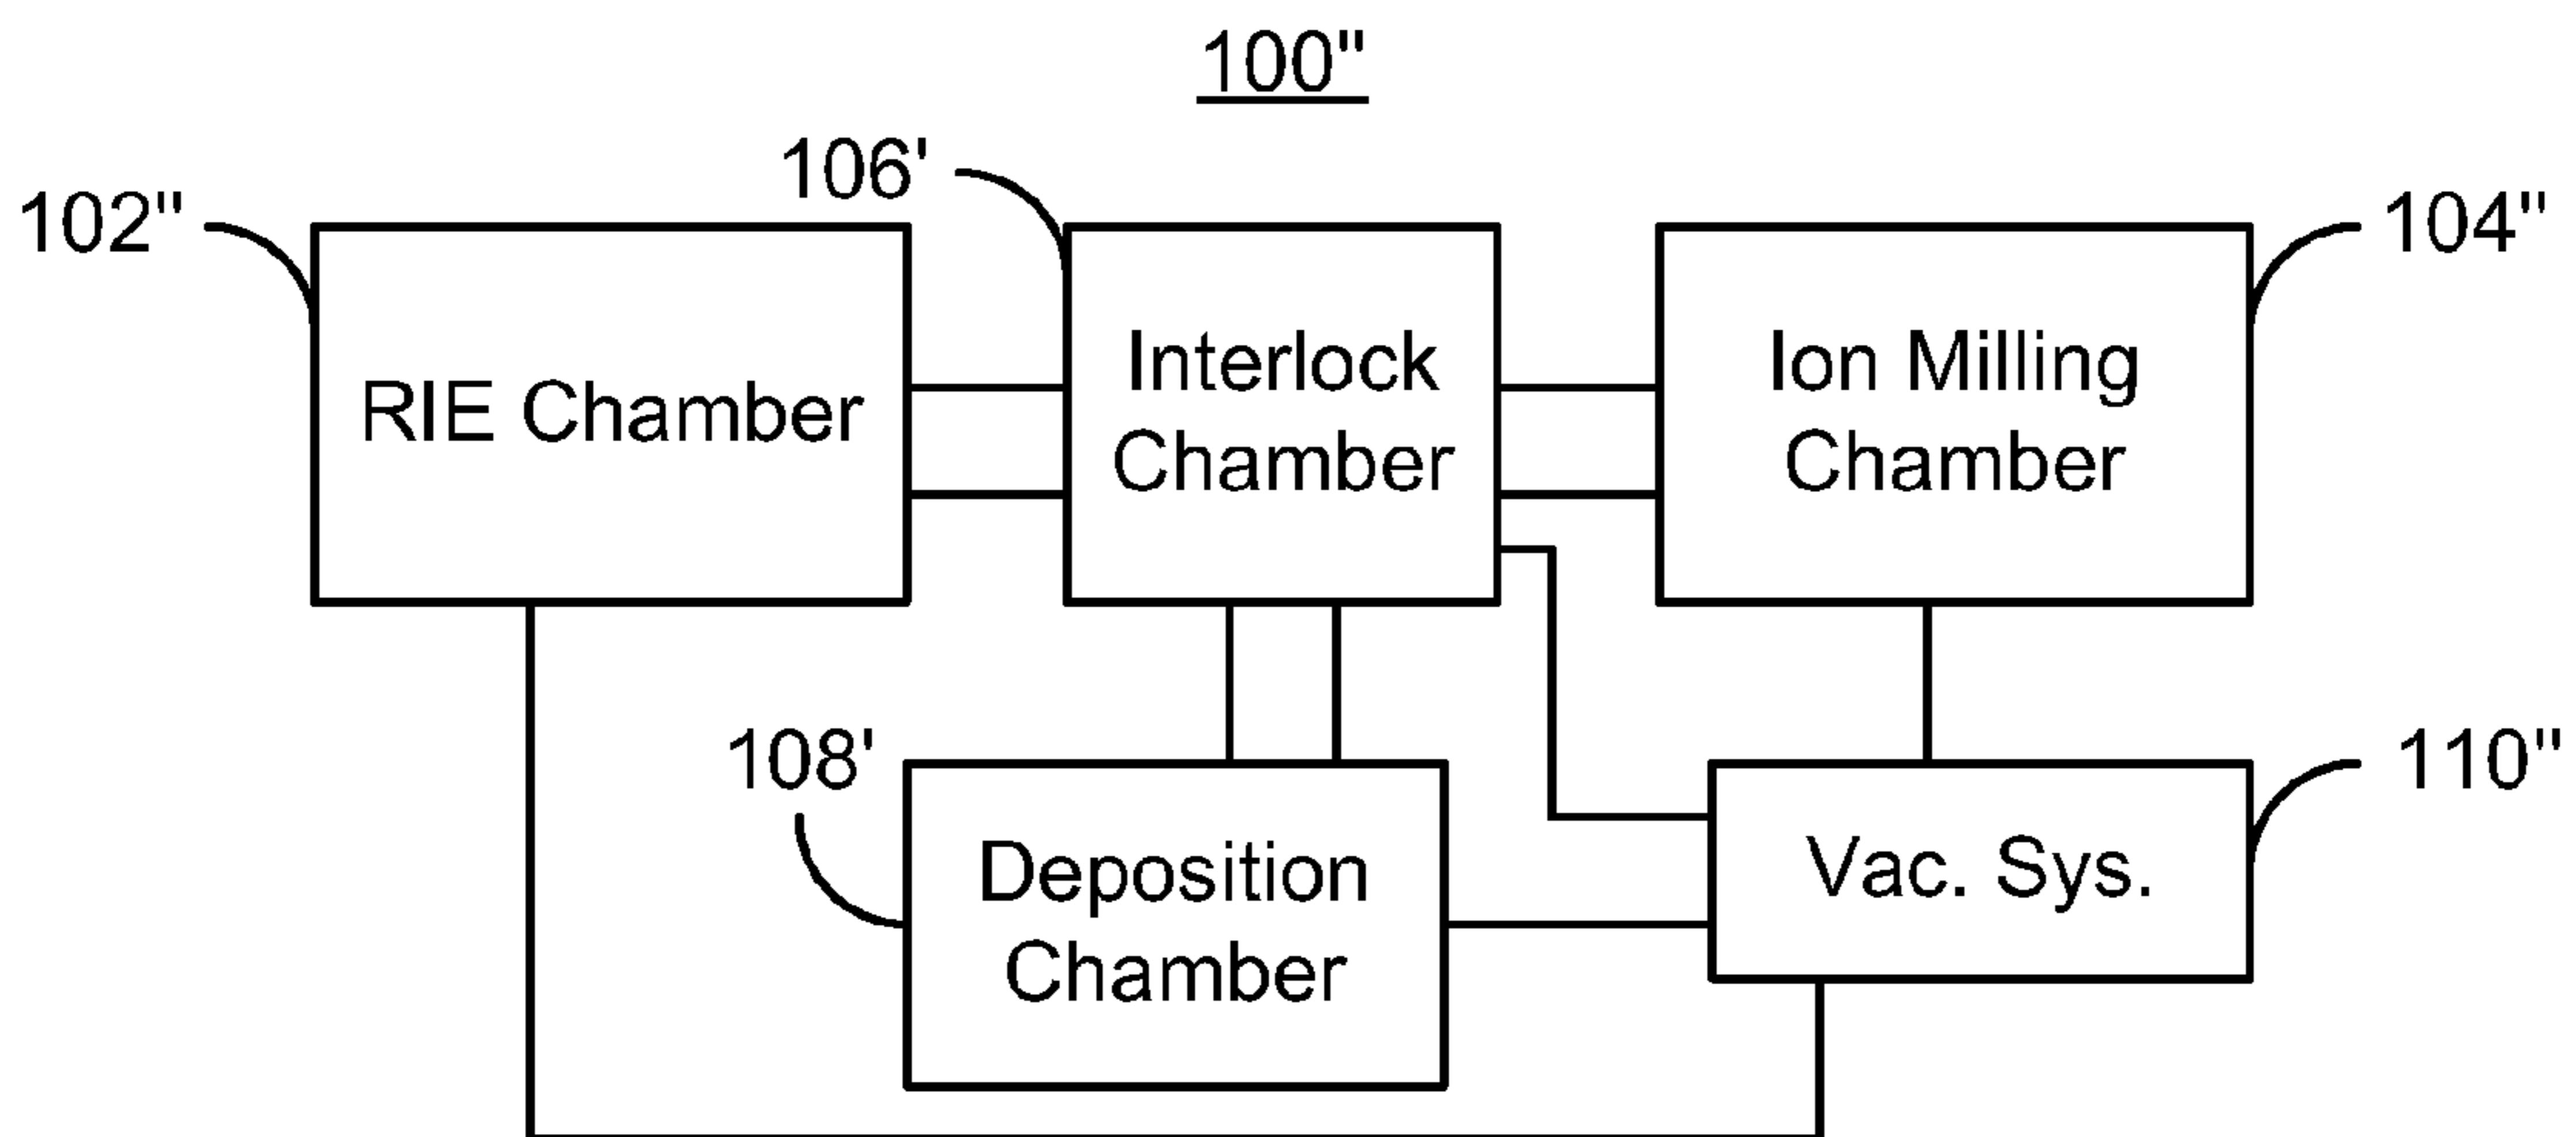 100"
106'
102"
104"
RIE Chamber
Interlock
Chamber
Ion Milling
Chamber
108'
110"
Deposition
Chamber
Vac. Sys.